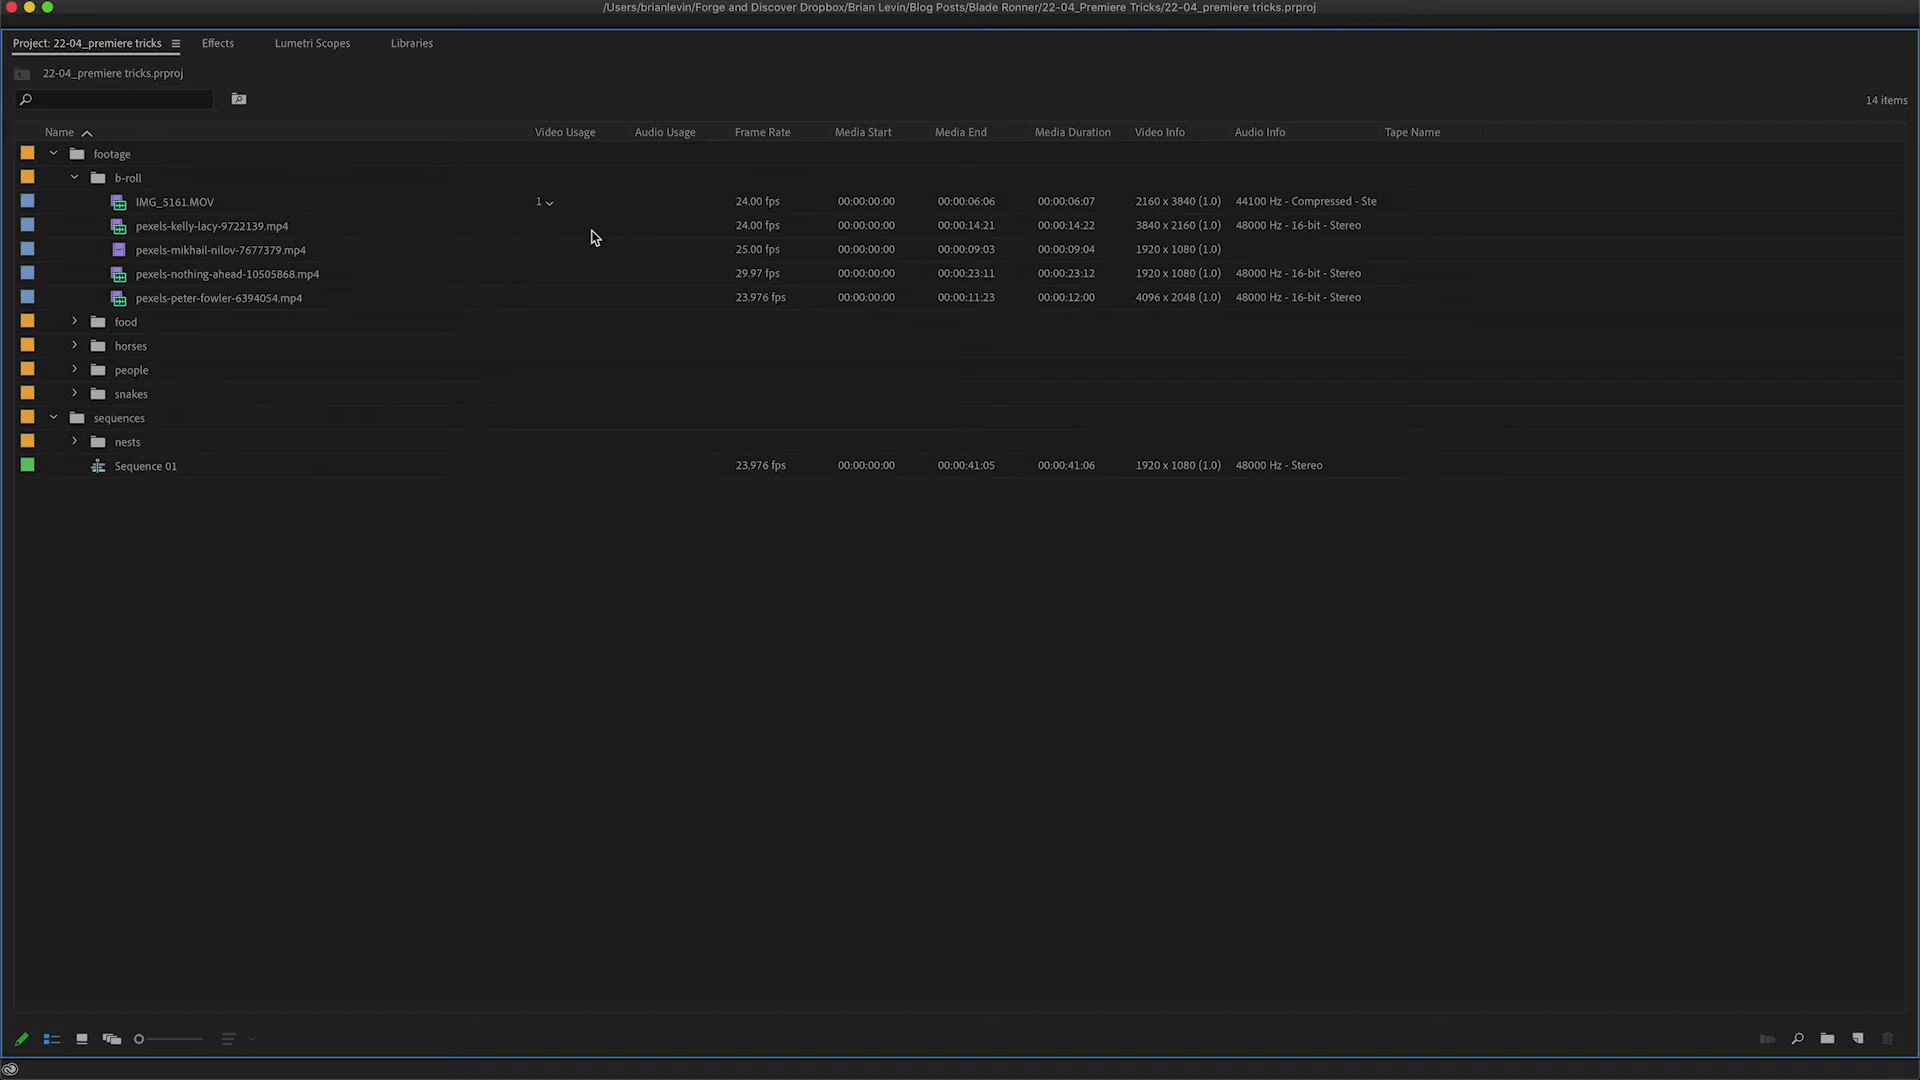 /Users/brianlevin/Forge and Discover Dropbox/Brian Levin/Blog Posts/Blade Ronner/22-04_Premiere Tricks/22-04_premiere tricks.prproj
Project: 22-04_premiere tricks Effects Lumetri Scopes Libraries
22-04_premiere tricks.prproj
14 items
Name Video Usage Audio Usage Frame Rate Media Start Media End Media Duration Video Info Audio Info Tape Name
footage
b-roll
IMG_5161.MOV 1 24.00 fps 00:00:00:00 00:00:06:06 00:00:06:07 2160 x 3840 (1.0) 44100 Hz - Compressed - Ste
pexels-kelly-lacy-9722139.mp4 24.00 fps 00:00:00:00 00:00:14:21 00:00:14:22 3840 x 2160 (1.0) 48000 Hz - 16-bit - Stereo
pexels-mikhail-nilov-7677379.mp4 25.00 fps 00:00:00:00 00:00:09:03 00:00:09:04 1920 x 1080 (1.0)
pexels-nothing-ahead-10505868.mp4 29.97 fps 00:00:00:00 00:00:23:11 00:00:23:12 1920 x 1080 (1.0) 48000 Hz - 16-bit - Stereo
pexels-peter-fowler-6394054.mp4 23.976 fps 00:00:00:00 00:00:11:23 00:00:12:00 4096 x 2048 (1.0) 48000 Hz - 16-bit - Stereo
food
horses
people
snakes
sequences
nests
Sequence 01 23.976 fps 00:00:00:00 00:00:41:05 00:00:41:06 1920 x 1080 (1.0) 48000 Hz - Stereo